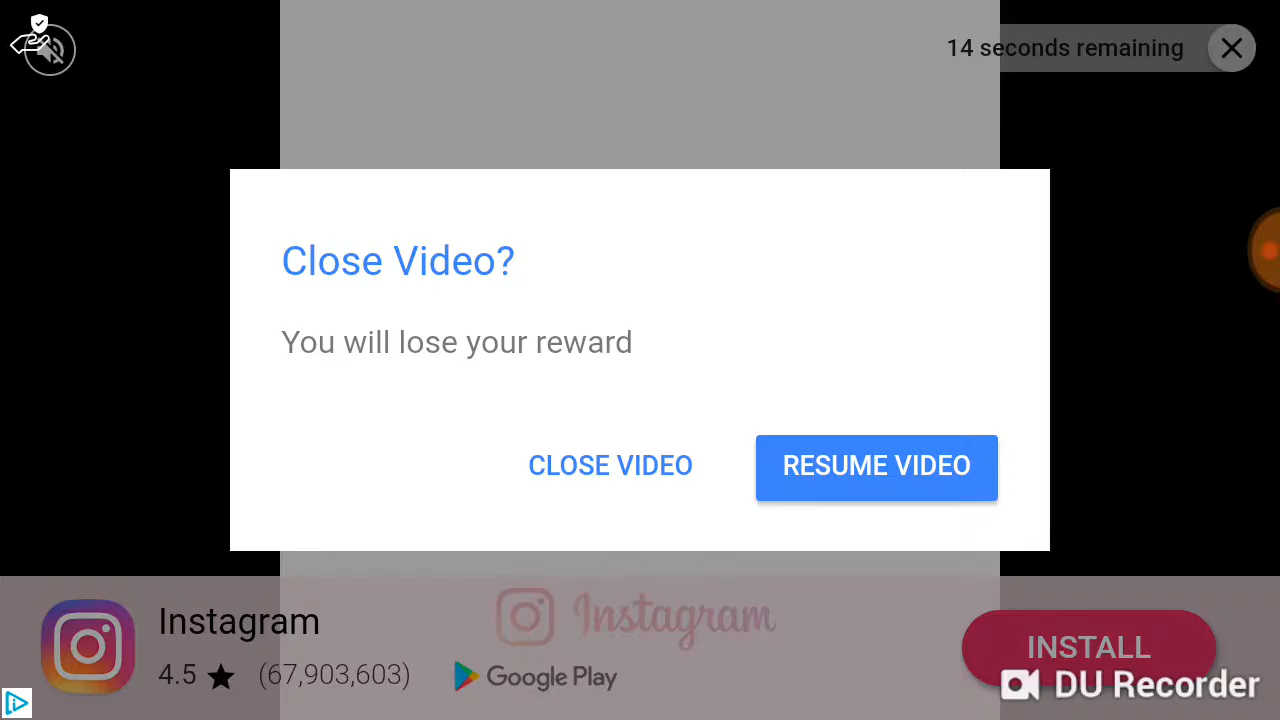 14 seconds remaining
Close Video?
You will lose your reward
CLOSE VIDEO
RESUME VIDEO
Instagram
4.5 ★ (67,903,603)
Instagram
Google Play
INSTALL
DU Recorder